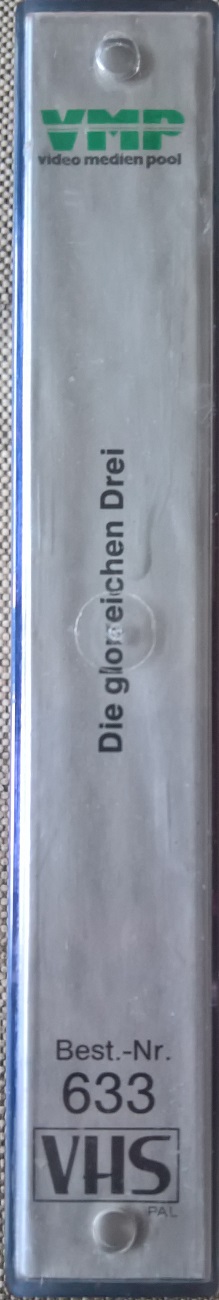 VMP
video medien pool
Die glorreichen Drei
Best.-Nr.
633
VHS
PAL